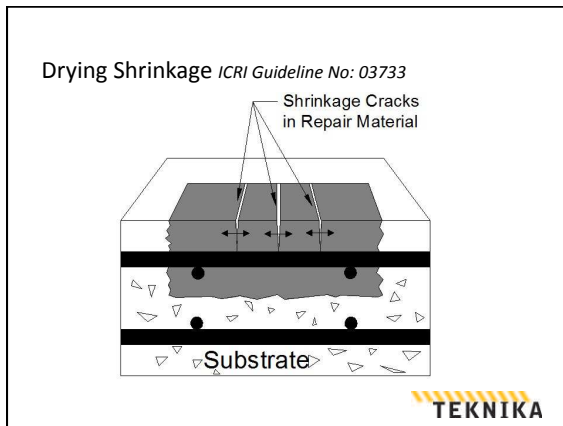 Drying Shrinkage ICRI Guideline No: 03733
Shrinkage Cracks
in Repair Material
Substrate
TEKNIKA